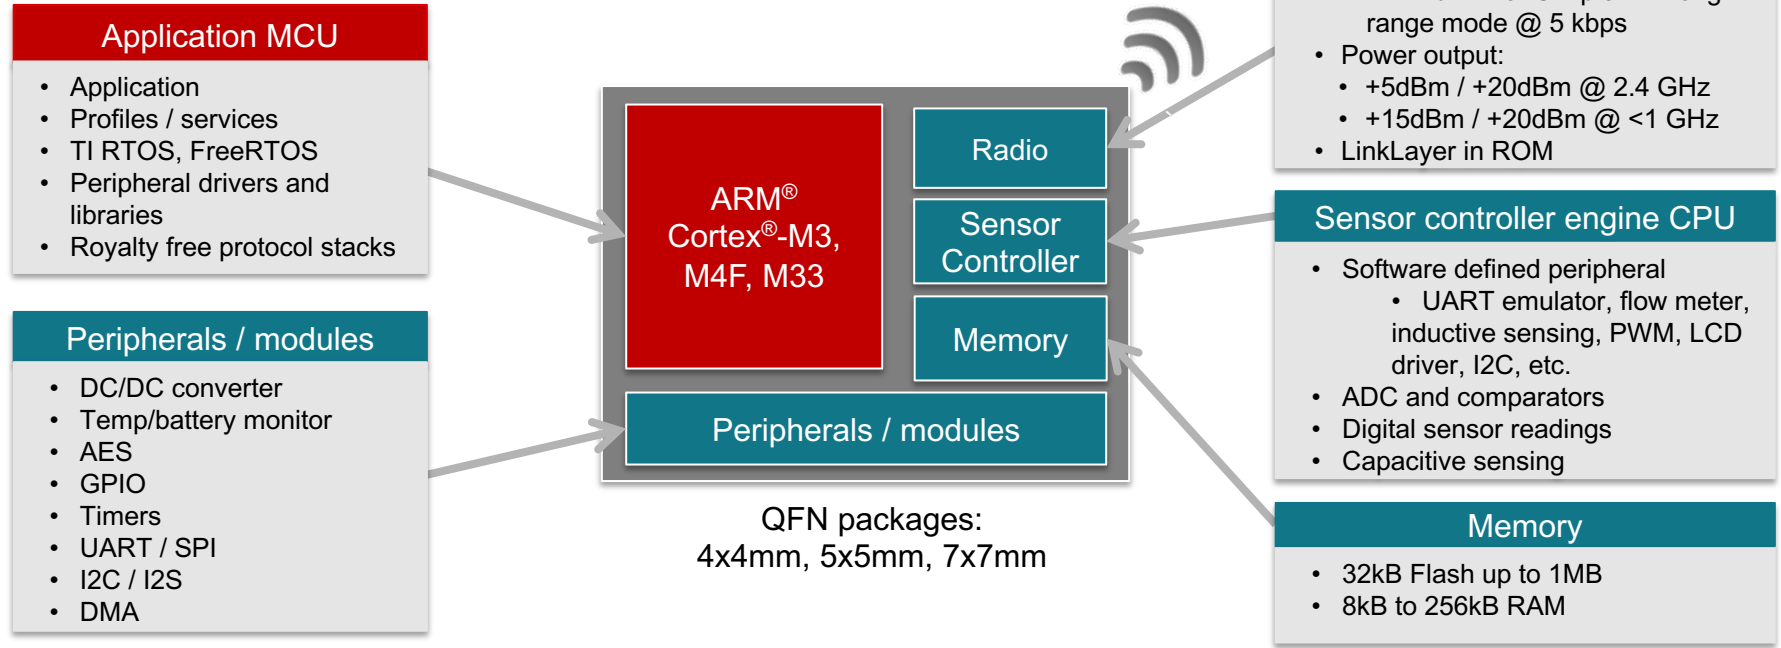 Application MCU
• Application
• Profiles / services
• TI RTOS, FreeRTOS
• Peripheral drivers and
libraries
• Royalty free protocol stacks
Peripherals / modules
• DC/DC converter
• Temp/battery monitor
• AES
• GPIO
• Timers
• UART / SPI
• I2C / I2S
• DMA
ARM®
Cortex®-M3,
M4F, M33
Radio
Sensor
Controller
Memory
Peripherals / modules
QFN packages:
4x4mm, 5x5mm, 7x7mm
range mode @ 5 kbps
• Power output:
• +5dBm / +20dBm @ 2.4 GHz
• +15dBm / +20dBm @ <1 GHz
• LinkLayer in ROM
Sensor controller engine CPU
• Software defined peripheral
• UART emulator, flow meter,
inductive sensing, PWM, LCD
driver, I2C, etc.
• ADC and comparators
• Digital sensor readings
• Capacitive sensing
Memory
• 32kB Flash up to 1MB
• 8kB to 256kB RAM